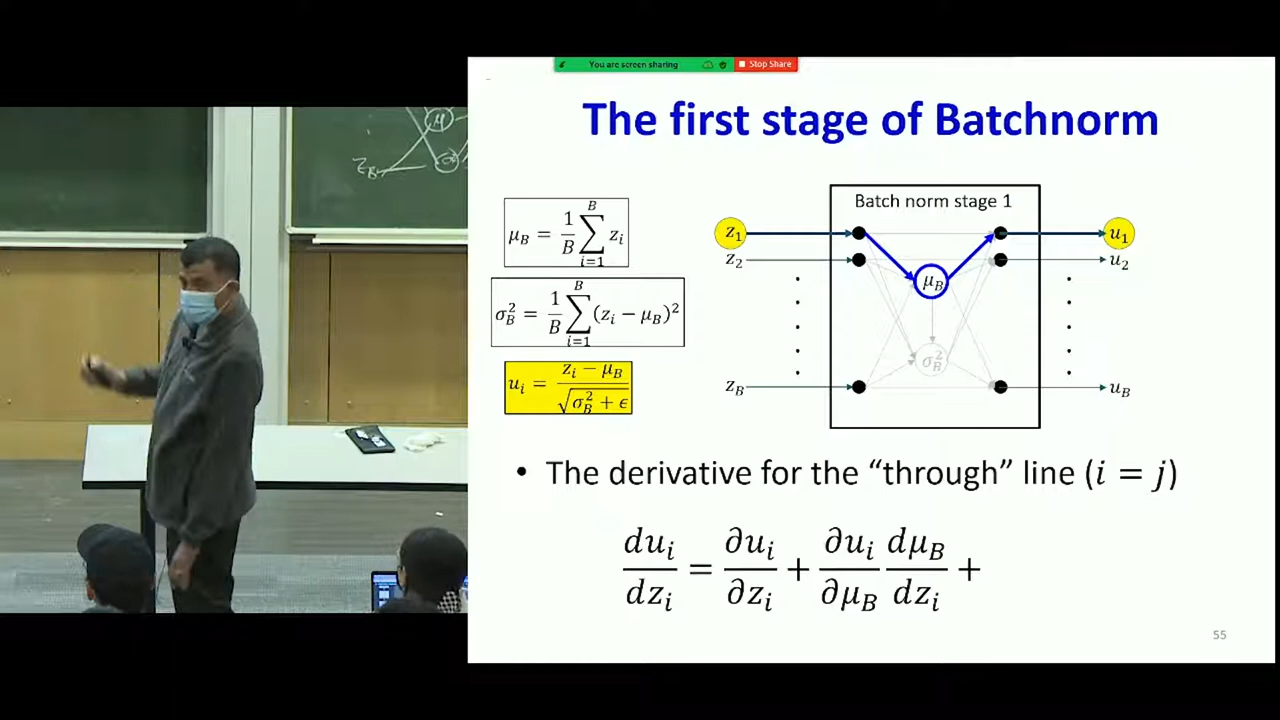 You are screen sharing
Stop Share
The first stage of Batchnorm
μ_B = 1/B ∑_{i=1}^{B} z_i
σ_B^2 = 1/B ∑_{i=1}^{B} (z_i − μ_B)^2
u_i = (z_i − μ_B) / √(σ_B^2 + ϵ)
Batch norm stage 1
z_1
u_1
z_2
u_2
μ_B
σ_B^2
z_B
u_B
• The derivative for the “through” line (i = j)
du_i/dz_i = ∂u_i/∂z_i + ∂u_i/∂μ_B dμ_B/dz_i +
55